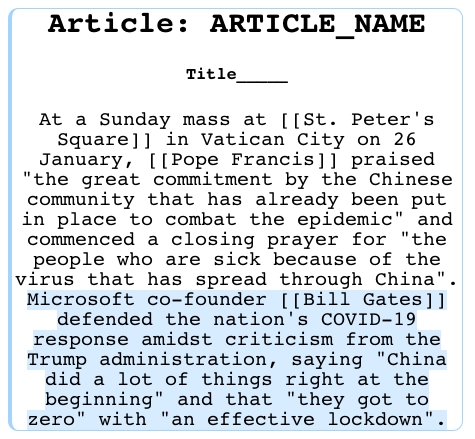 Article: ARTICLE_NAME
Title_____
At a Sunday mass at [[St. Peter's
Square]] in Vatican City on 26
January, [[Pope Francis]] praised
"the great commitment by the Chinese
community that has already been put
in place to combat the epidemic" and
commenced a closing prayer for "the
people who are sick because of the
virus that has spread through China".
Microsoft co-founder [[Bill Gates]]
defended the nation's COVID-19
response amidst criticism from the
Trump administration, saying "China
did a lot of things right at the
beginning" and that "they got to
zero" with "an effective lockdown".